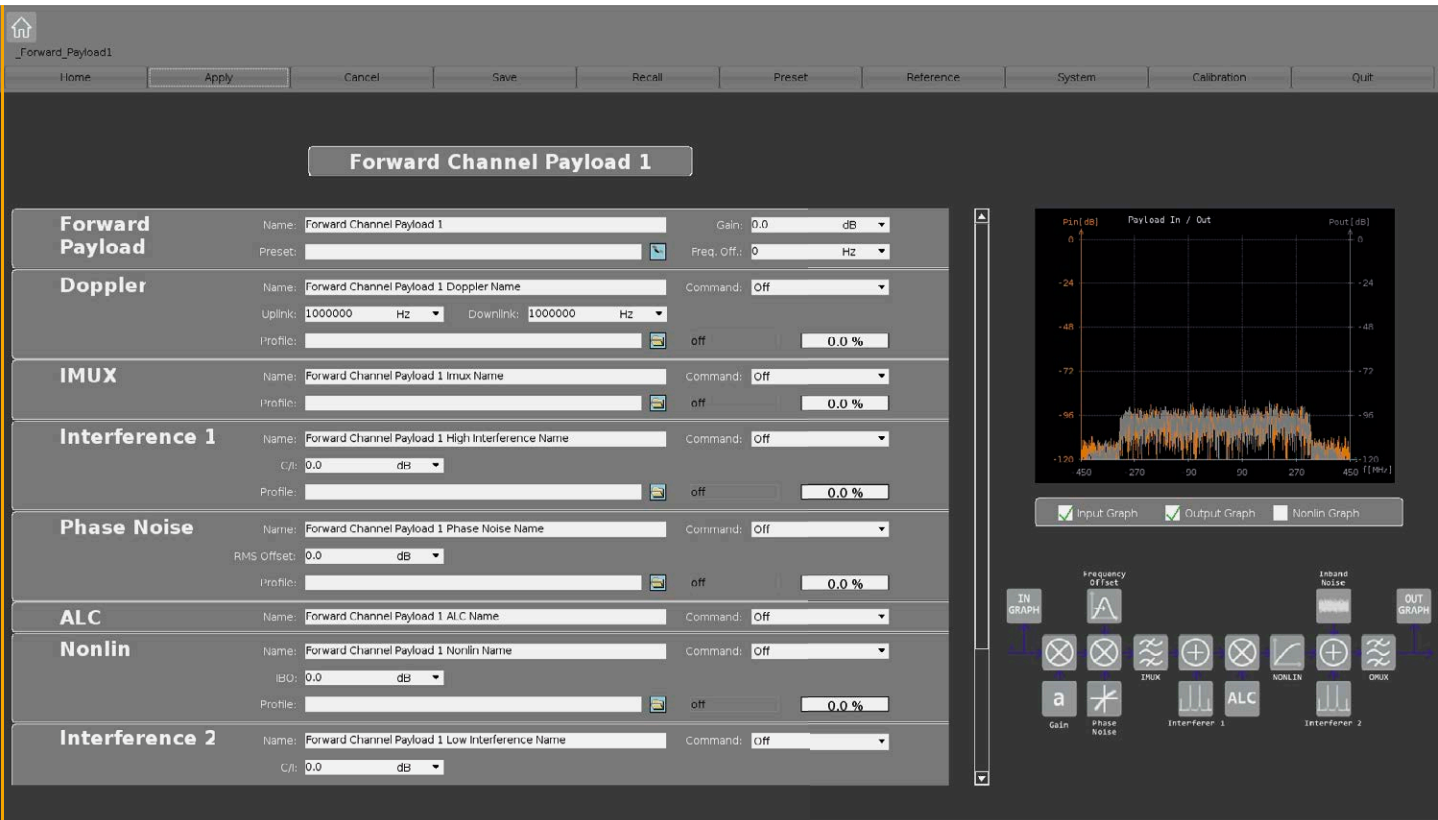 _Forward_Payload1
Home Apply Cancel Save Recall Preset Reference System Calibration Quit
Forward Channel Payload 1
Forward Payload
Name: Forward Channel Payload 1 Gain: 0.0 dB
Preset: Freq. Off.: 0 Hz
Doppler
Name: Forward Channel Payload 1 Doppler Name Command: Off
Uplink: 1000000 Hz Downlink: 1000000 Hz
Profile: off 0.0 %
IMUX
Name: Forward Channel Payload 1 Imux Name Command: Off
Profile: off 0.0 %
Interference 1
Name: Forward Channel Payload 1 High Interference Name Command: Off
C/I: 0.0 dB
Profile: off 0.0 %
Phase Noise
Name: Forward Channel Payload 1 Phase Noise Name Command: Off
RMS Offset: 0.0 dB
Profile: off 0.0 %
ALC
Name: Forward Channel Payload 1 ALC Name Command: Off
Nonlin
Name: Forward Channel Payload 1 Nonlin Name Command: Off
IBO: 0.0 dB
Profile: off 0.0 %
Interference 2
Name: Forward Channel Payload 1 Low Interference Name Command: Off
C/I: 0.0 dB
Pin[dB] Payload In / Out Pout[dB]
0 0
-24 -24
-48 -48
-72 -72
-96 -96
-120 -120
-450 -270 -90 90 270 450 f[MHz]
Input Graph Output Graph Nonlin Graph
Frequency Offset
Inband Noise
IN GRAPH
OUT GRAPH
IMUX NONLIN OMUX
a ALC
Gain Phase Noise Interferer 1 Interferer 2